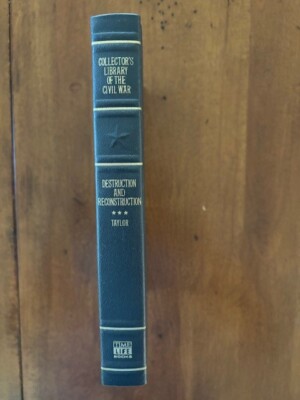 COLLECTOR'S
LIBRARY
OF THE
CIVIL WAR
DESTRUCTION
AND
RECONSTRUCTION
TAYLOR
TIME
LIFE
BOOKS